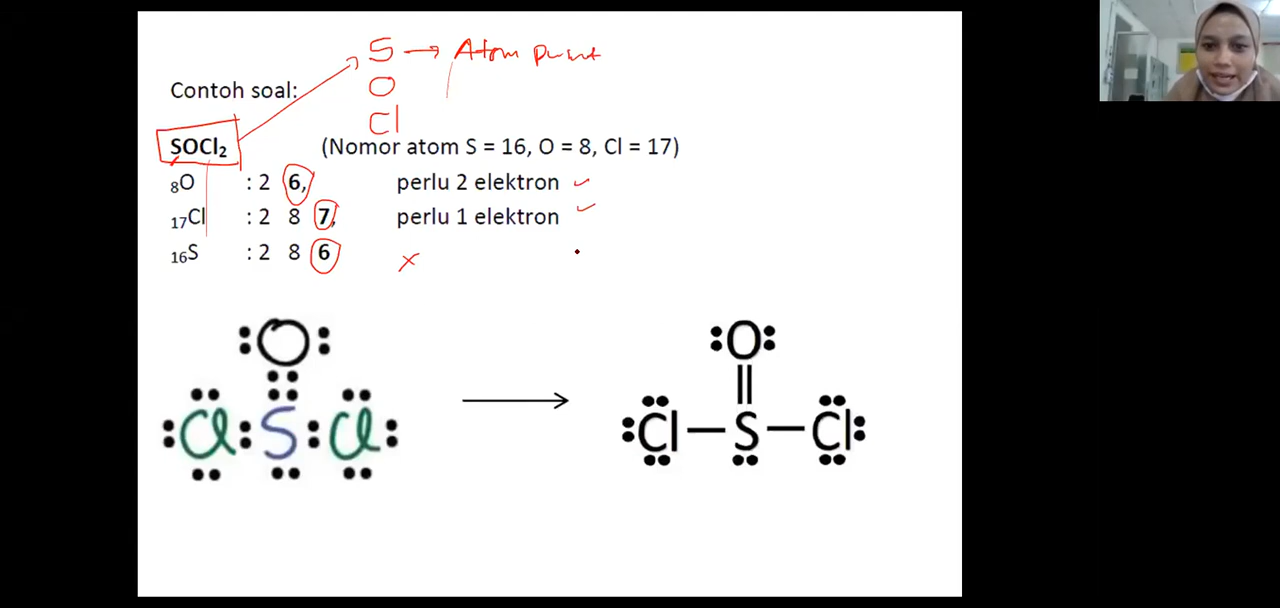 S → Atom pusat
O
Cl
Contoh soal:
SOCl₂ (Nomor atom S = 16, O = 8, Cl = 17)
₈O : 2 6, perlu 2 elektron ✓
₁₇Cl : 2 8 7, perlu 1 elektron ✓
₁₆S : 2 8 6 x
O O
Cl S Cl → Cl S Cl